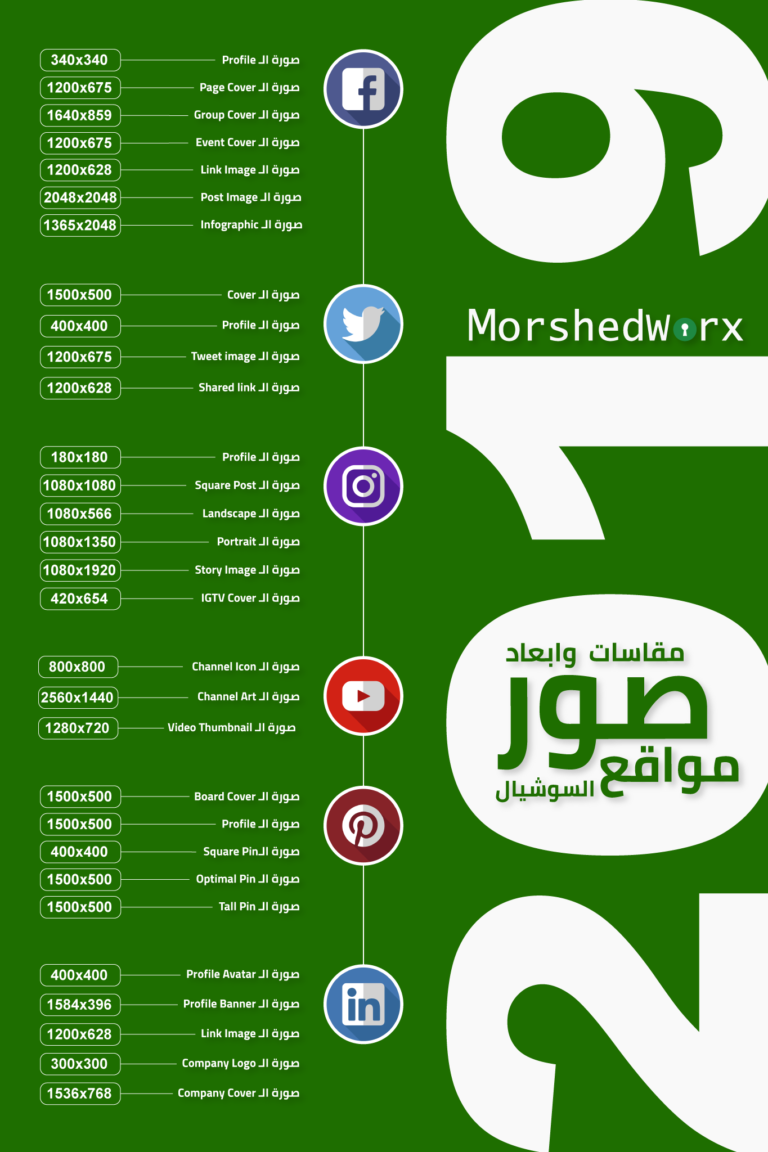 340x340 صورة الـ Profile
1200x675 صورة الـ Page Cover
1640x859 صورة الـ Group Cover
1200x675 صورة الـ Event Cover
1200x628 صورة الـ Link Image
2048x2048 صورة الـ Post Image
1365x2048 صورة الـ Infographic
1500x500 صورة الـ Cover
400x400 صورة الـ Profile
1200x675 صورة الـ Tweet image
1200x628 صورة الـ Shared link
180x180 صورة الـ Profile
1080x1080 صورة الـ Square Post
1080x566 صورة الـ Landscape
1080x1350 صورة الـ Portrait
1080x1920 صورة الـ Story Image
420x654 صورة الـ IGTV Cover
800x800 صورة الـ Channel Icon
2560x1440 صورة الـ Channel Art
1280x720 صورة الـ Video Thumbnail
1500x500 صورة الـ Board Cover
1500x500 صورة الـ Profile
400x400 صورة الـSquare Pin
1500x500 صورة الـ Optimal Pin
1500x500 صورة الـ Tall Pin
400x400 صورة الـ Profile Avatar
1584x396 صورة الـ Profile Banner
1200x628 صورة الـ Link Image
300x300 صورة الـ Company Logo
1536x768 صورة الـ Company Cover
in
MorshedWorx
2019
مقاسات وابعاد
صور
مواقع
السوشيال